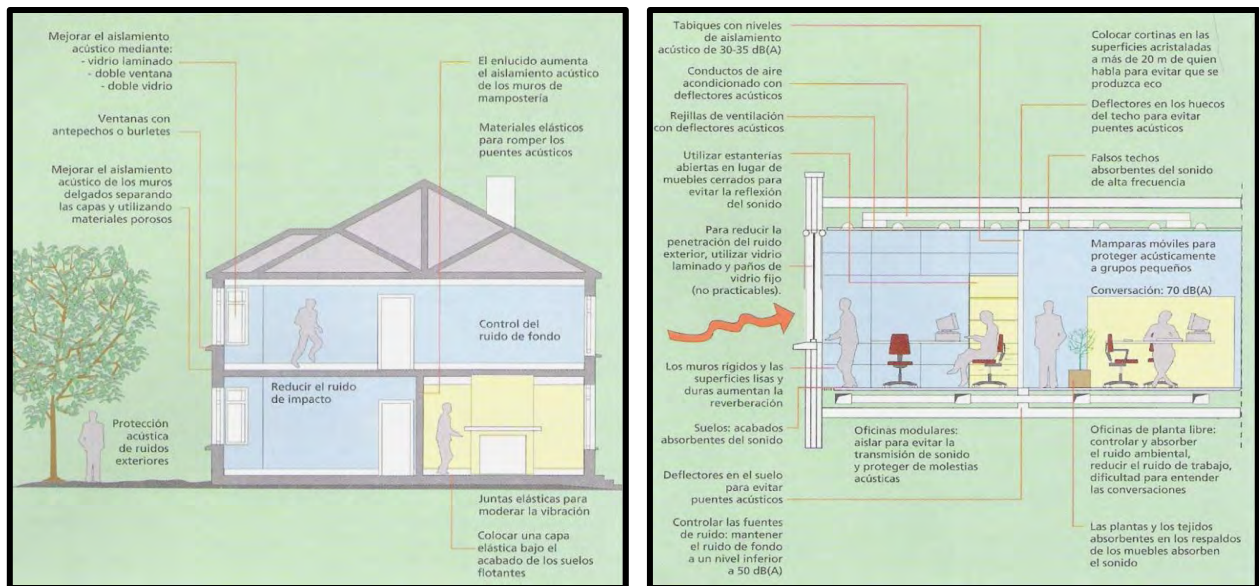 Mejorar el aislamiento
acústico mediante:
- vidrio laminado
- doble ventana
- doble vidrio
Ventanas con
antepechos o burletes
Mejorar el aislamiento
acústico de los muros
delgados separando
las capas y utilizando
materiales porosos
El enlucido aumenta
el aislamiento acústico
de los muros de
mampostería
Materiales elásticos
para romper los
puentes acústicos
Control del
ruido de fondo
Reducir el ruido
de impacto
Protección
acústica
de ruidos
exteriores
Juntas elásticas para
moderar la vibración
Colocar una capa
elástica bajo el
acabado de los suelos
flotantes
Tabiques con niveles
de aislamiento
acústico de 30-35 dB(A)
Conductos de aire
acondicionado con
deflectores acústicos
Rejillas de ventilación
con deflectores acústicos
Utilizar estanterías
abiertas en lugar de
muebles cerrados para
evitar la reflexión
del sonido
Para reducir la
penetración del ruido
exterior, utilizar vidrio
laminado y paños de
vidrio fijo
(no practicables).
Los muros rígidos y las
superficies lisas y
duras aumentan la
reverberación
Suelos: acabados
absorbentes del sonido
Deflectores en el suelo
para evitar
puentes acústicos
Controlar las fuentes
de ruido: mantener
el ruido de fondo
a un nivel inferior
a 50 dB(A)
Colocar cortinas en las
superficies acristaladas
a más de 20 m de quien
habla para evitar que se
produzca eco
Deflectores en los huecos
del techo para evitar
puentes acústicos
Falsos techos
absorbentes del sonido
de alta frecuencia
Mamparas móviles para
proteger acústicamente
a grupos pequeños
Conversación: 70 dB(A)
Oficinas modulares:
aislar para evitar la
transmisión de sonido
y proteger de molestias
acústicas
Oficinas de planta libre:
controlar y absorber
el ruido ambiental,
reducir el ruido de trabajo,
dificultad para entender
las conversaciones
Las plantas y los tejidos
absorbentes en los respaldos
de los muebles absorben
el sonido